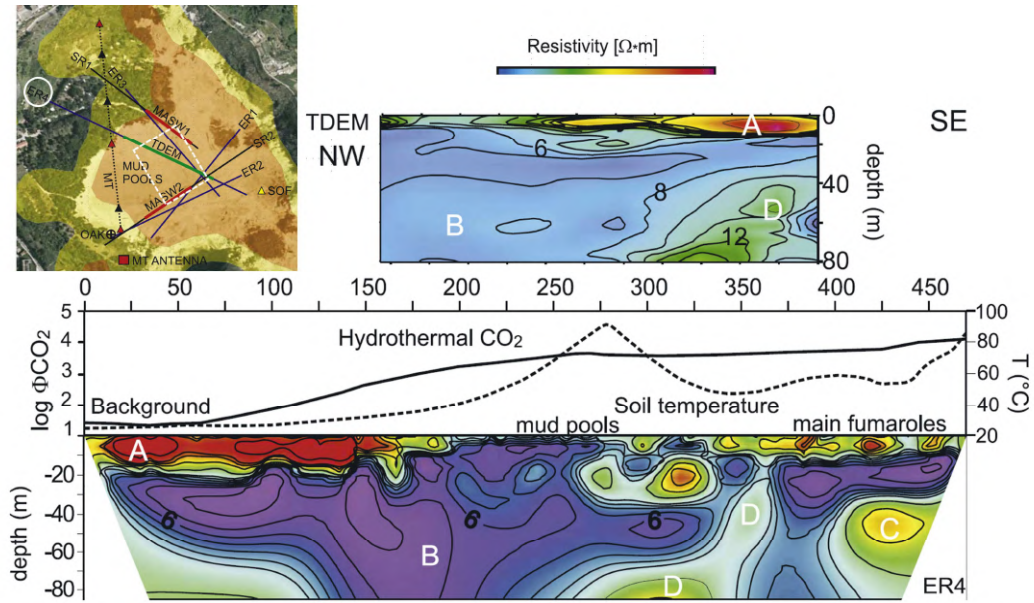 SR1
ER3
ER4
MASW1
ER1
SR2
TDEM
MUD
POOLS
ER2
MT
MASW2
SOF
OAK
MT ANTENNA
Resistivity [Ω*m]
TDEM
NW
SE
A
6
8
B
D
12
0
40
80
depth (m)
0 50 100 150 200 250 300 350 400 450
5
4
3
2
1
log ΦCO2
Hydrothermal CO2
Background
Soil temperature
mud pools
main fumaroles
100
80
60
40
20
T (°C)
A
-20
-40
-60
-80
depth (m)
6
6
6
B
D
D
C
ER4